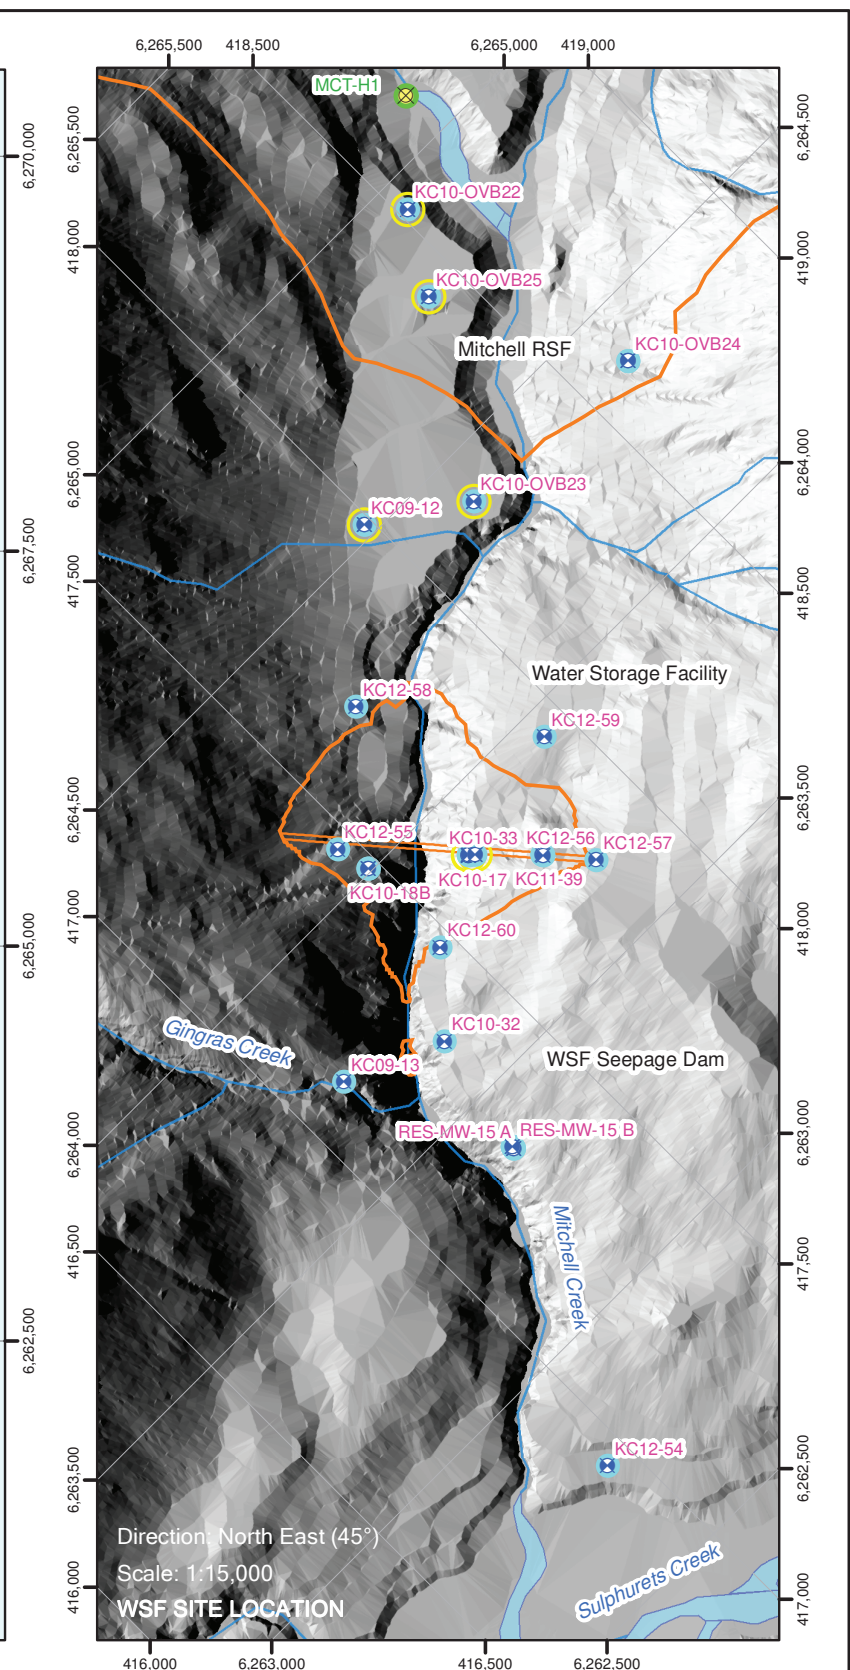 6,265,500 418,500 6,265,000 419,000
MCT-H1
6,265,500
6,264,500
6,270,000
KC10-OVB22
418,000
419,000
KC10-OVB25
Mitchell RSF
KC10-OVB24
6,265,000
6,264,000
KC10-OVB23
KC09-12
6,267,500
417,500
418,500
Water Storage Facility
KC12-58
KC12-59
6,264,500
6,263,500
KC12-55 KC10-33 KC12-56 KC12-57
KC10-18B KC10-17 KC11-39
417,000
418,000
KC12-60
6,265,000
KC10-32
Gingras Creek
WSF Seepage Dam
KC09-13
6,264,000
6,263,000
RES-MW-15 A RES-MW-15 B
416,500
417,500
Mitchell Creek
6,262,500
KC12-54
6,263,500
6,262,500
Direction: North East (45°)
Scale: 1:15,000
WSF SITE LOCATION
Sulphurets Creek
416,000
417,000
416,000 6,263,000 416,500 6,262,500